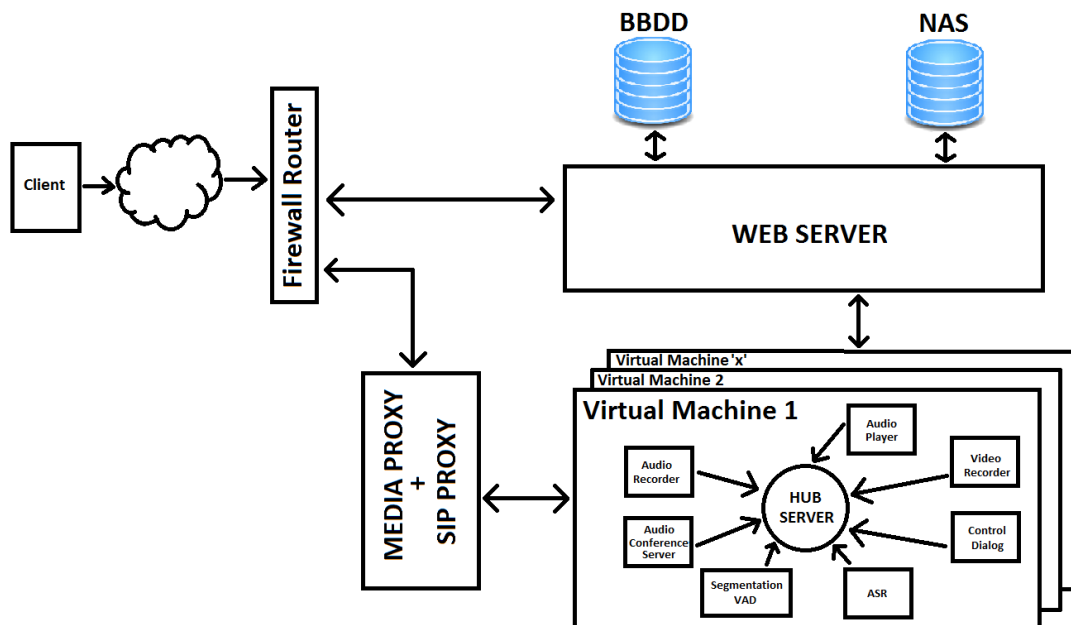 BBDD
NAS
Client
Firewall Router
WEB SERVER
MEDIA PROXY
+
SIP PROXY
Virtual Machine 'x'
Virtual Machine 2
Virtual Machine 1
Audio
Player
Audio
Recorder
Video
Recorder
HUB
SERVER
Audio
Conference
Server
Control
Dialog
Segmentation
VAD
ASR